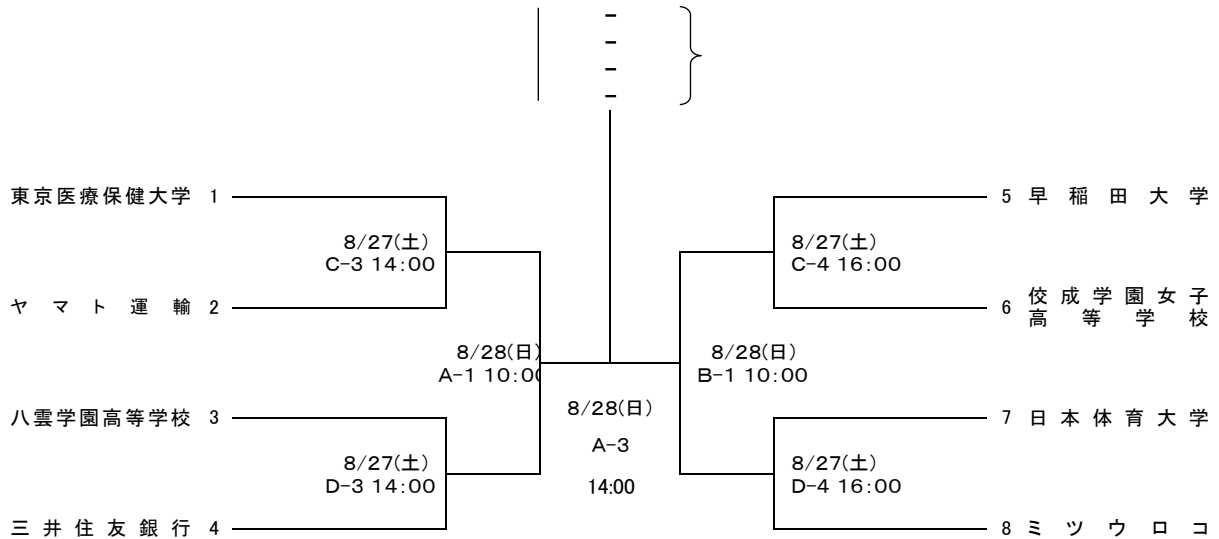 -
-
-
-
東京医療保健大学 1
8/27(土)
C-3 14:00
ヤマト運輸 2
8/28(日)
A-1 10:00
八雲学園高等学校 3
8/27(土)
D-3 14:00
三井住友銀行 4
8/28(日)
A-3
14:00
5 早稲田大学
8/27(土)
C-4 16:00
6 佼成学園女子
高等学校
8/28(日)
B-1 10:00
7 日本体育大学
8/27(土)
D-4 16:00
8 ミツウロコ